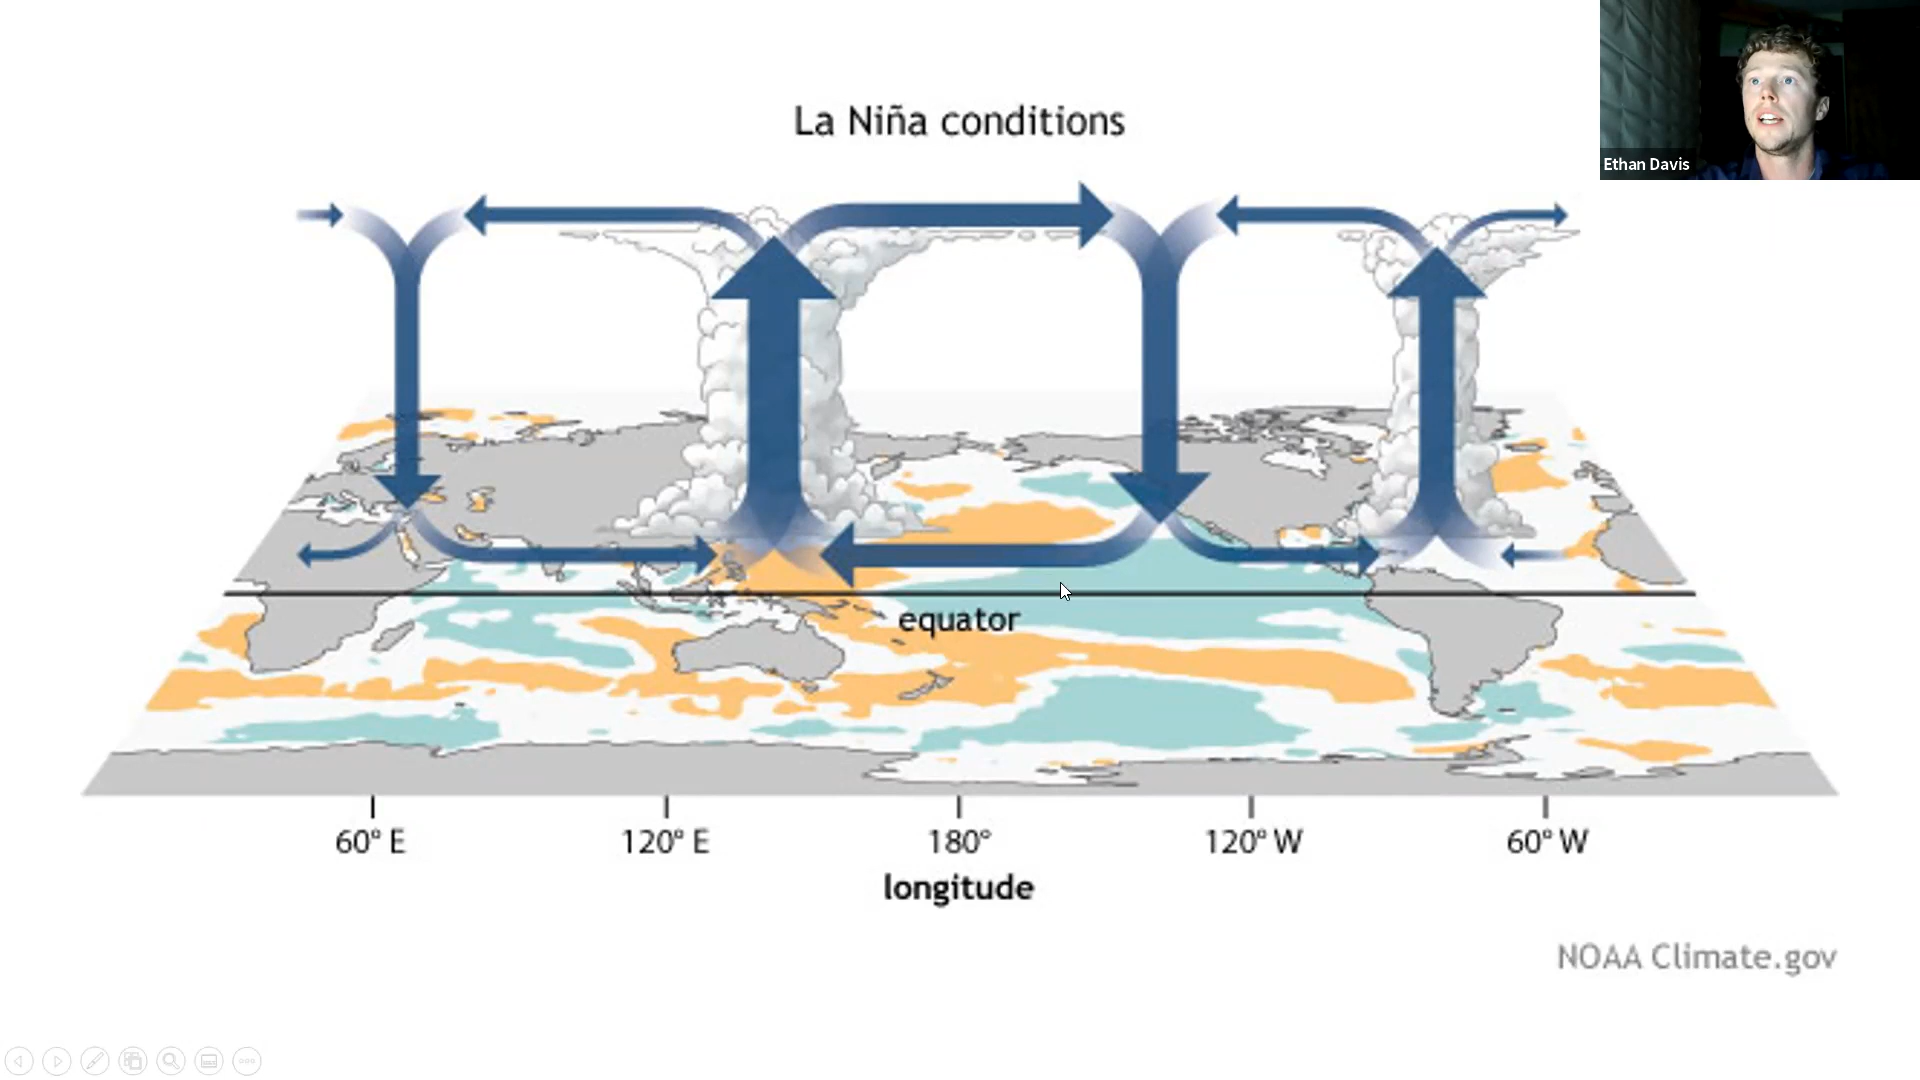 La Niña conditions
Ethan Davis
equator
60° E
120° E
180°
120° W
60° W
longitude
NOAA Climate.gov